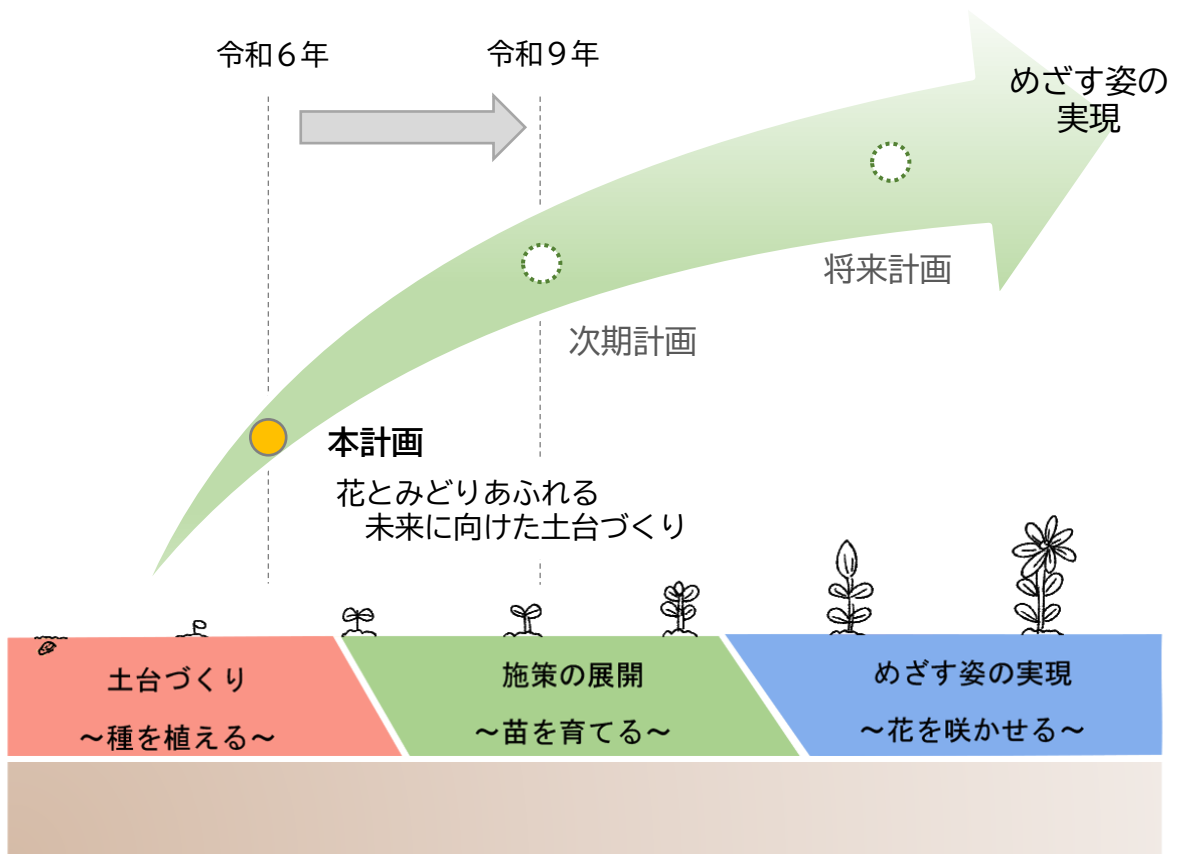 令和６年
令和９年
めざす姿の
実現
将来計画
次期計画
本計画
花とみどりあふれる
未来に向けた土台づくり
土台づくり
～種を植える～
施策の展開
～苗を育てる～
めざす姿の実現
～花を咲かせる～